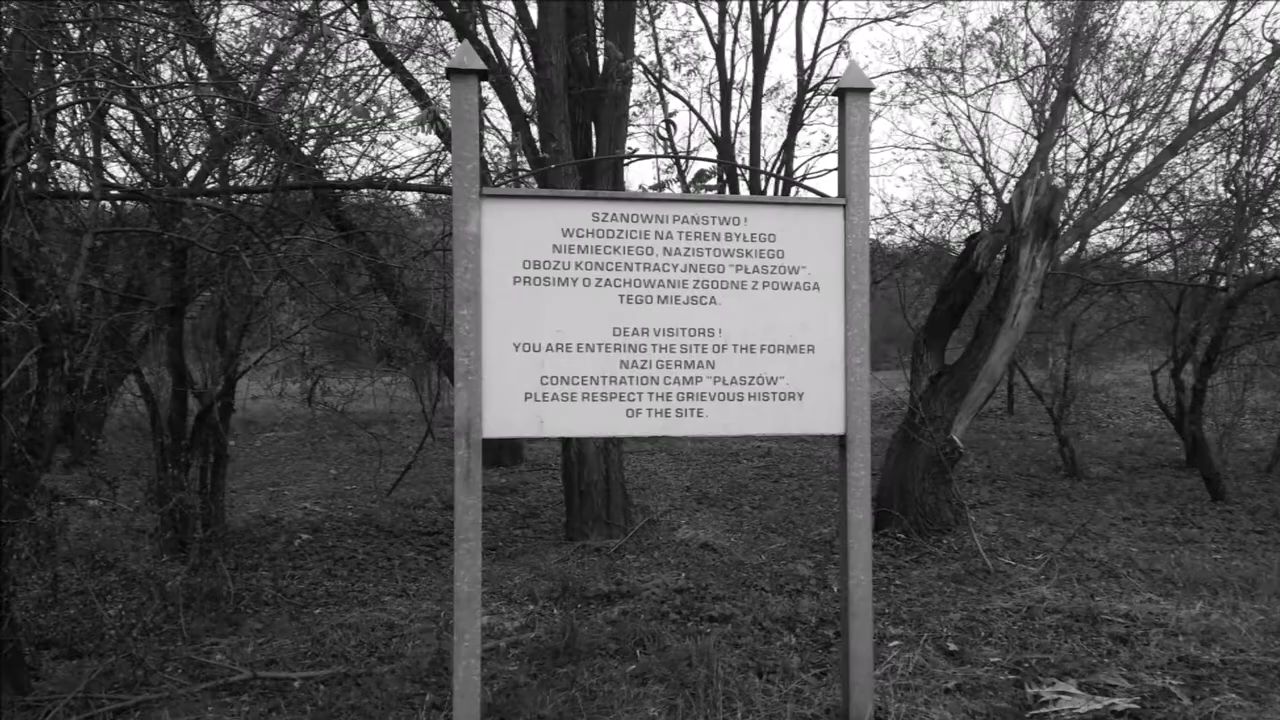 SZANOWNI PAŃSTWO !
WCHODZICIE NA TEREN BYŁEGO
NIEMIECKIEGO, NAZISTOWSKIEGO
OBOZU KONCENTRACYJNEGO "PŁASZÓW".
PROSIMY O ZACHOWANIE ZGODNE Z POWAGĄ
TEGO MIEJSCA.
DEAR VISITORS !
YOU ARE ENTERING THE SITE OF THE FORMER
NAZI GERMAN
CONCENTRATION CAMP "PŁASZÓW".
PLEASE RESPECT THE GRIEVOUS HISTORY
OF THE SITE.